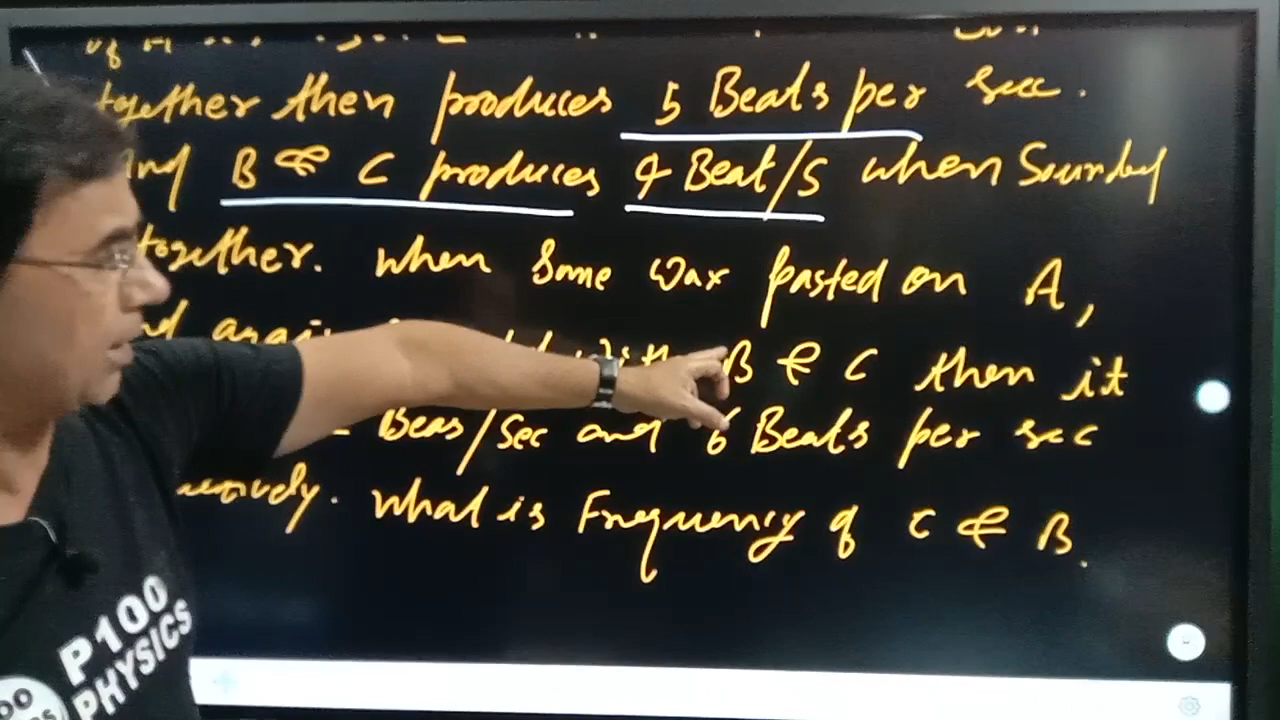 together then produces 5 Beats per sec.
And B & C produces 4 Beat/s when Sounded
together. When Some Wax pasted on A,
B & C then it
Beas/sec and 6 Beats per sec
What is Frequency of C & B.
P100
PHYSICS